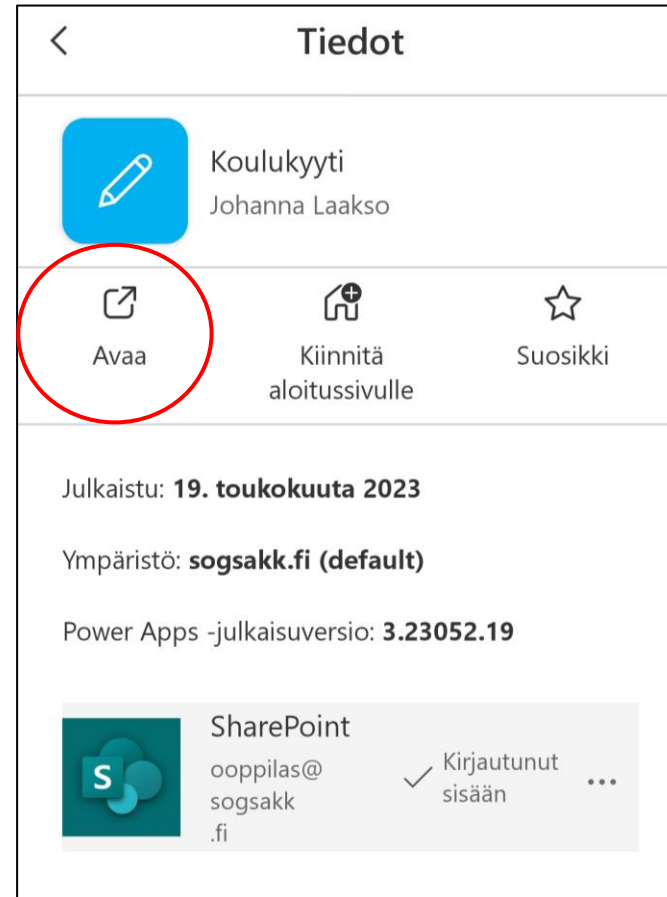 Tiedot
Koulukyyti
Johanna Laakso
Avaa
Kiinnitä
aloitussivulle
Suosikki
Julkaistu: 19. toukokuuta 2023
Ympäristö: sogsakk.fi (default)
Power Apps -julkaisuversio: 3.23052.19
S
SharePoint
ooppilas@
sogsakk
.fi
Kirjautunut
sisään